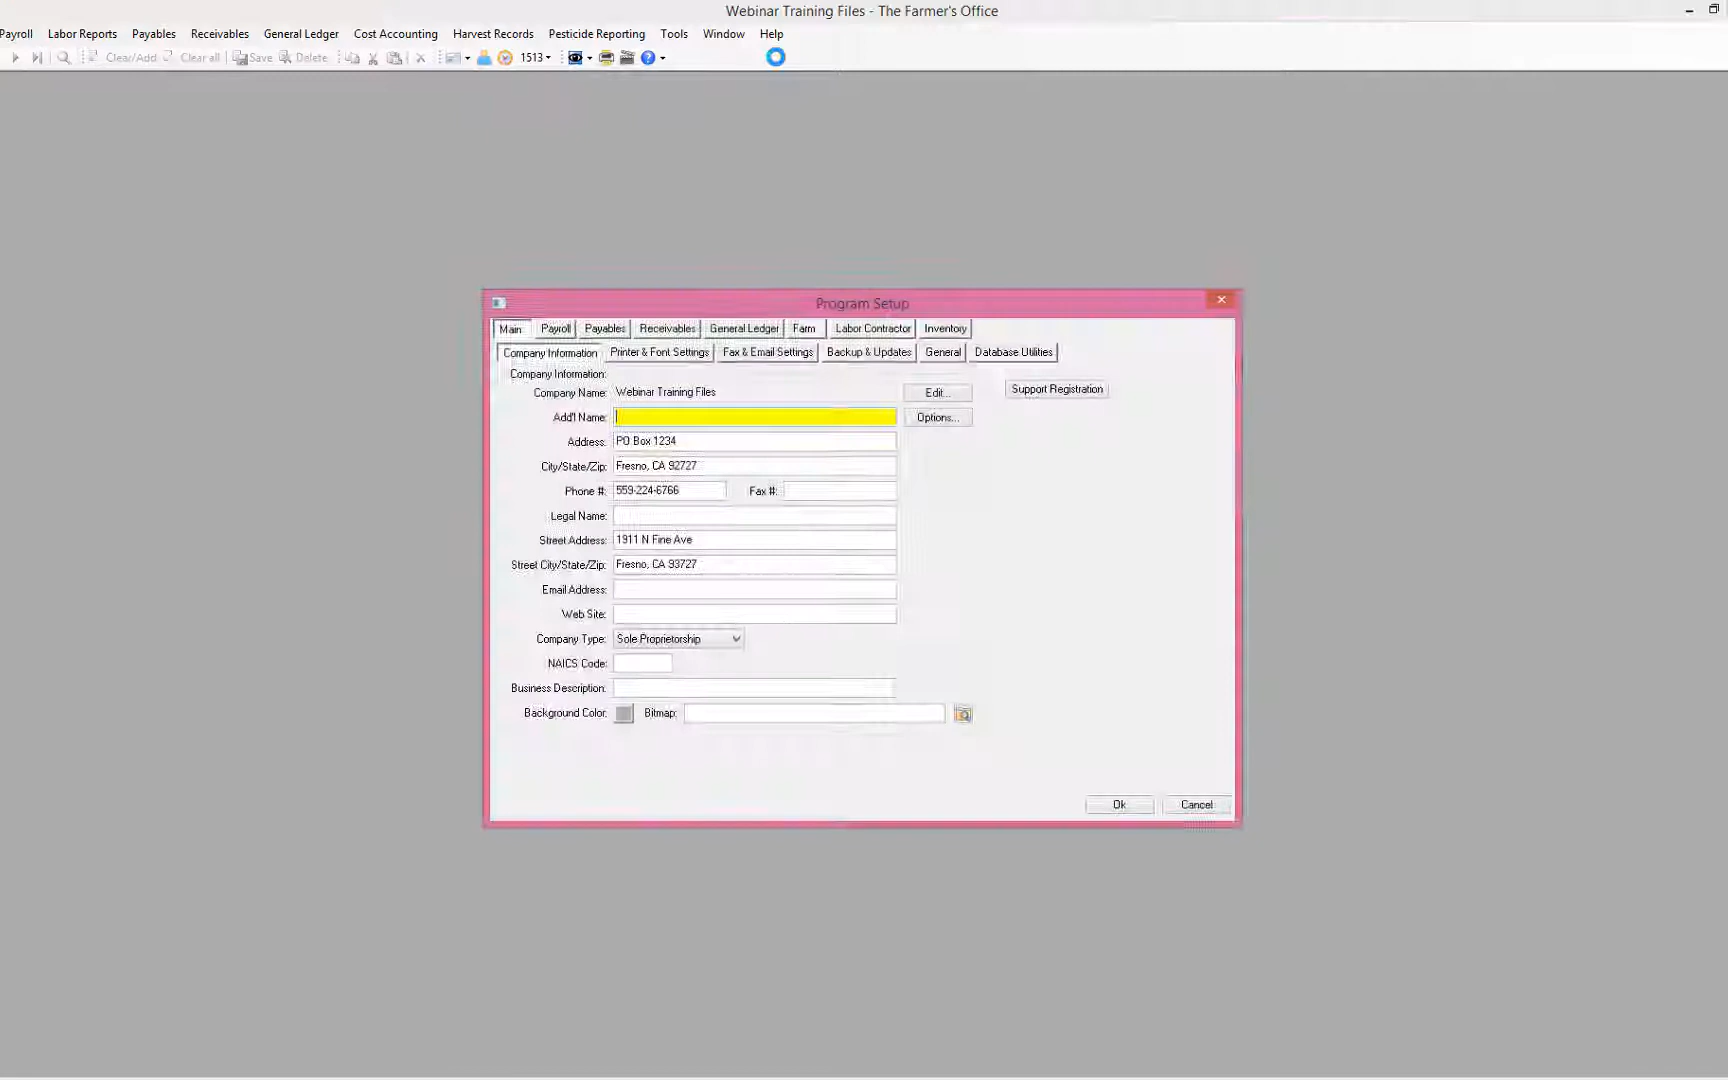 Webinar Training Files - The Farmer's Office
Payroll Labor Reports Payables Receivables General Ledger Cost Accounting Harvest Records Pesticide Reporting Tools Window Help
Clear/Add Clear all Save Delete 1513
Program Setup
Main Payroll Payables Receivables General Ledger Farm Labor Contractor Inventory
Company Information Printer & Font Settings Fax & Email Settings Backup & Updates General Database Utilities
Company Information:
Company Name: Webinar Training Files Edit... Support Registration
Add'l Name: Options...
Address: PO Box 1234
City/State/Zip: Fresno, CA 92727
Phone #: 559-224-6766 Fax #:
Legal Name:
Street Address: 1911 N Fine Ave
Street City/State/Zip: Fresno, CA 93727
Email Address:
Web Site:
Company Type: Sole Proprietorship
NAICS Code:
Business Description:
Background Color: Bitmap:
Ok Cancel